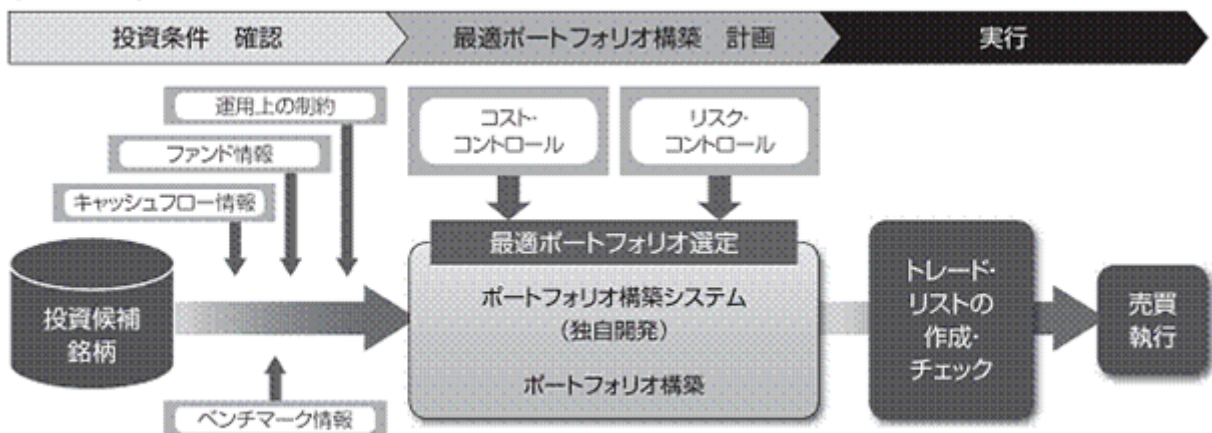 投資条件 確認
最適ポートフォリオ構築 計画
実行
運用上の制約
ファンド情報
キャッシュフロー情報
投資候補
銘柄
ベンチマーク情報
コスト・
コントロール
リスク・
コントロール
最適ポートフォリオ選定
ポートフォリオ構築システム
(独自開発)
ポートフォリオ構築
トレード・
リストの
作成・
チェック
売買
執行